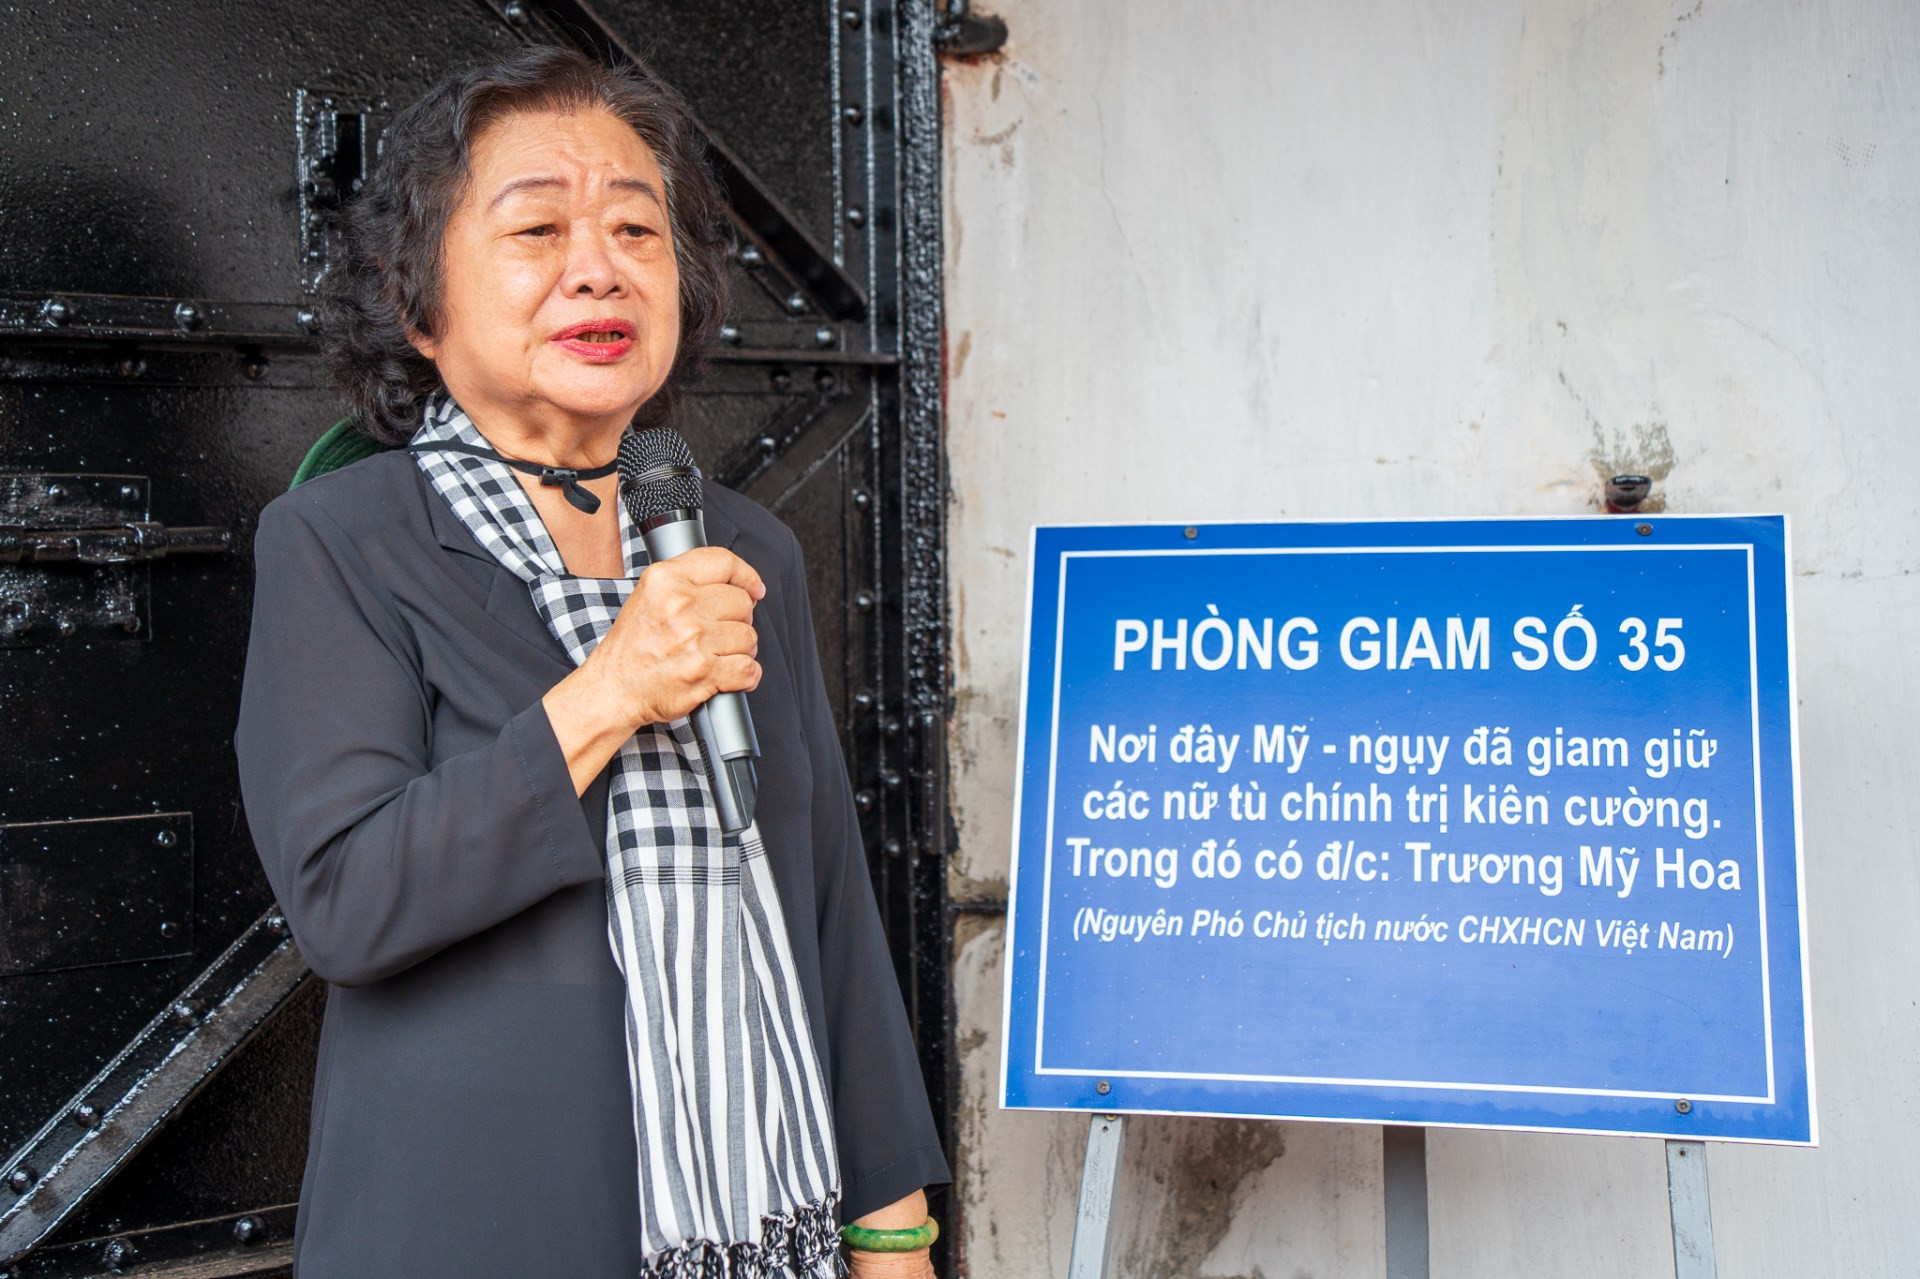 PHÒNG GIAM SỐ 35
Nơi đây Mỹ - ngụy đã giam giữ
các nữ tù chính trị kiên cường.
Trong đó có đ/c: Trương Mỹ Hoa
(Nguyên Phó Chủ tịch nước CHXHCN Việt Nam)